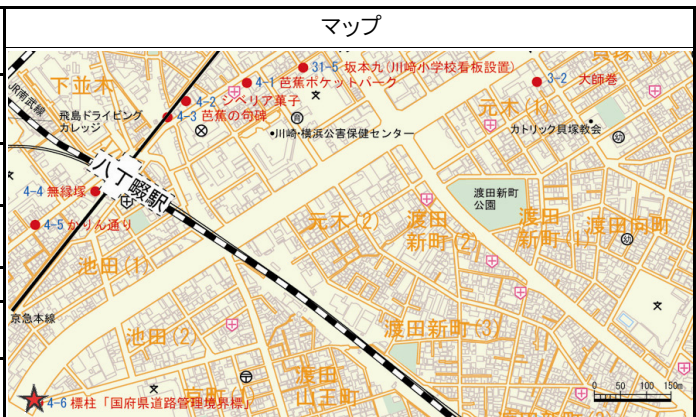 マップ
31-5 坂本九(川崎小学校看板設置)
下並木
4-1 芭蕉ポケットパーク
3-2 大師巻
JR南武線
4-2 シベリア菓子
元木(1)
飛島ドライビング
カレッジ
4-3 芭蕉の句碑
•川崎・横浜公害保健センター
カトリック貝塚教会
八丁畷駅
4-4 無縁塚
渡田新町
公園
4-5 かりん通り
元木(2)
渡田
新町(2)
渡田
新町(1)
渡田向町
池田(1)
京急本線
池田(2)
渡田新町(3)
渡田
山王町
4-6 標柱「国府県道路管理境界標」
0 50 100 150m